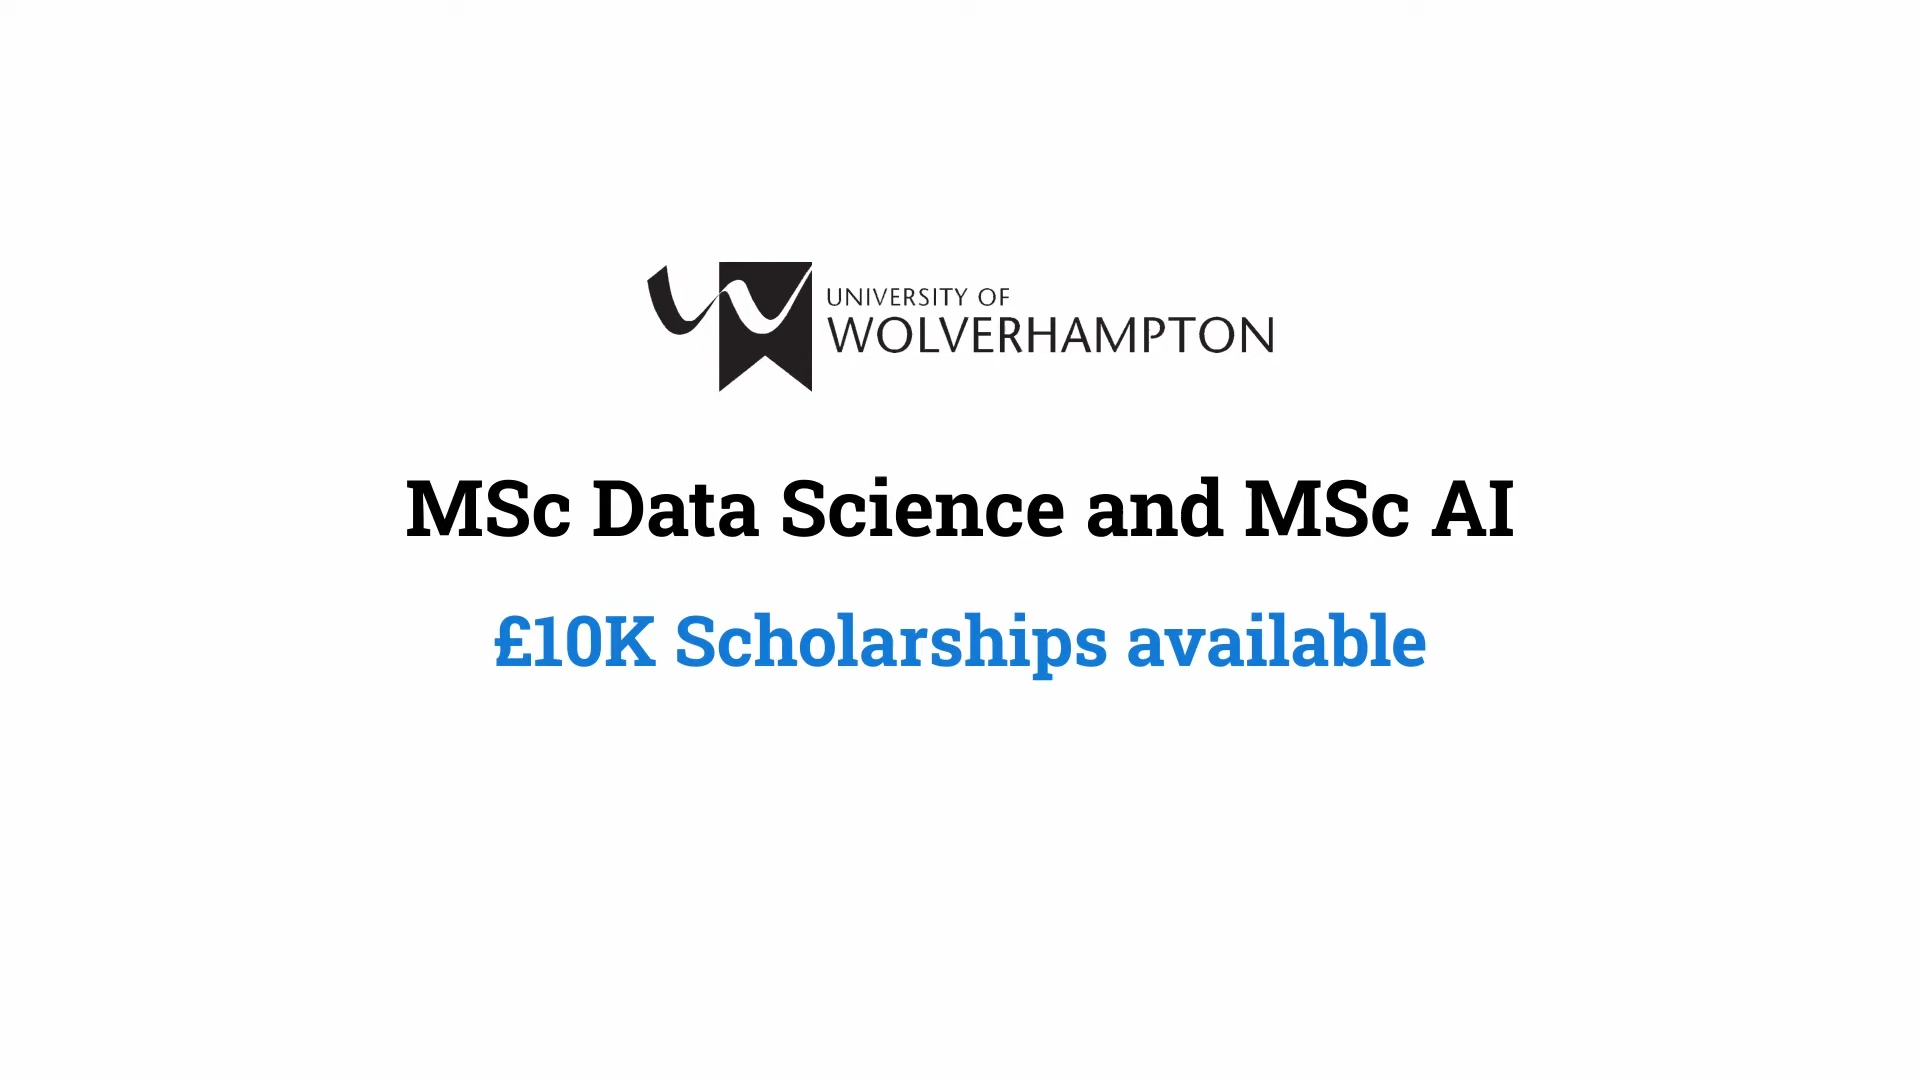 UNIVERSITY OF
WOLVERHAMPTON
MSc Data Science and MSc AI
£10K Scholarships available